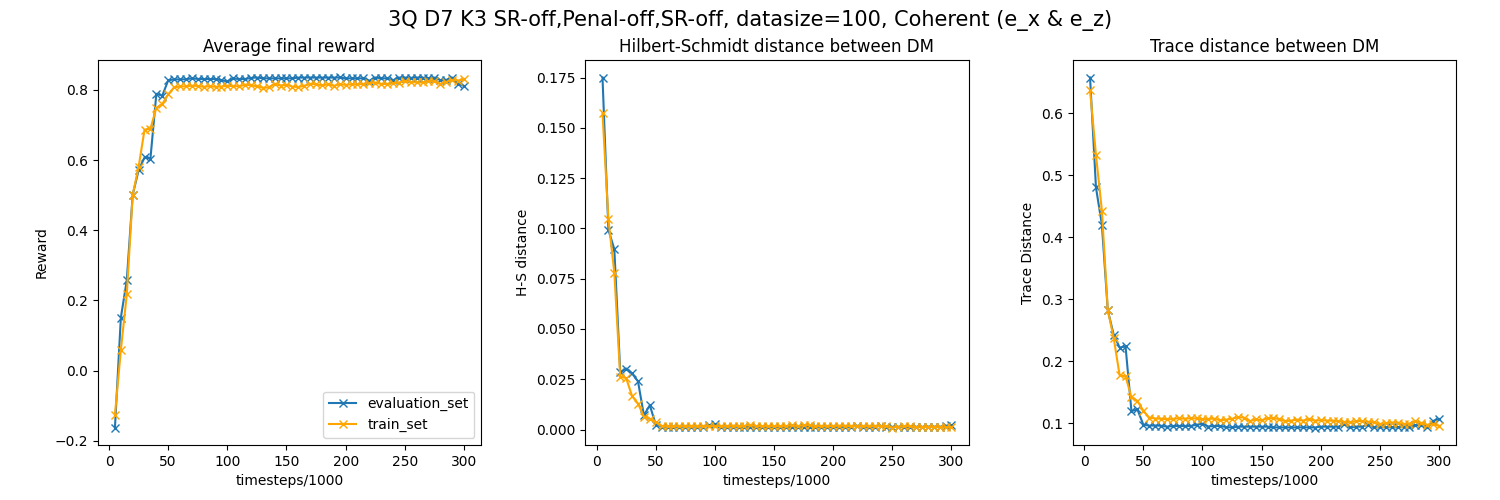 3Q D7 K3 SR-off,Penal-off,SR-off, datasize=100, Coherent (e_x & e_z)
Average final reward
Reward
0.8
0.6
0.4
0.2
0.0
−0.2
0 50 100 150 200 250 300
timesteps/1000
evaluation_set
train_set
Hilbert-Schmidt distance between DM
H-S distance
0.175
0.150
0.125
0.100
0.075
0.050
0.025
0.000
0 50 100 150 200 250 300
timesteps/1000
Trace distance between DM
Trace Distance
0.6
0.5
0.4
0.3
0.2
0.1
0 50 100 150 200 250 300
timesteps/1000